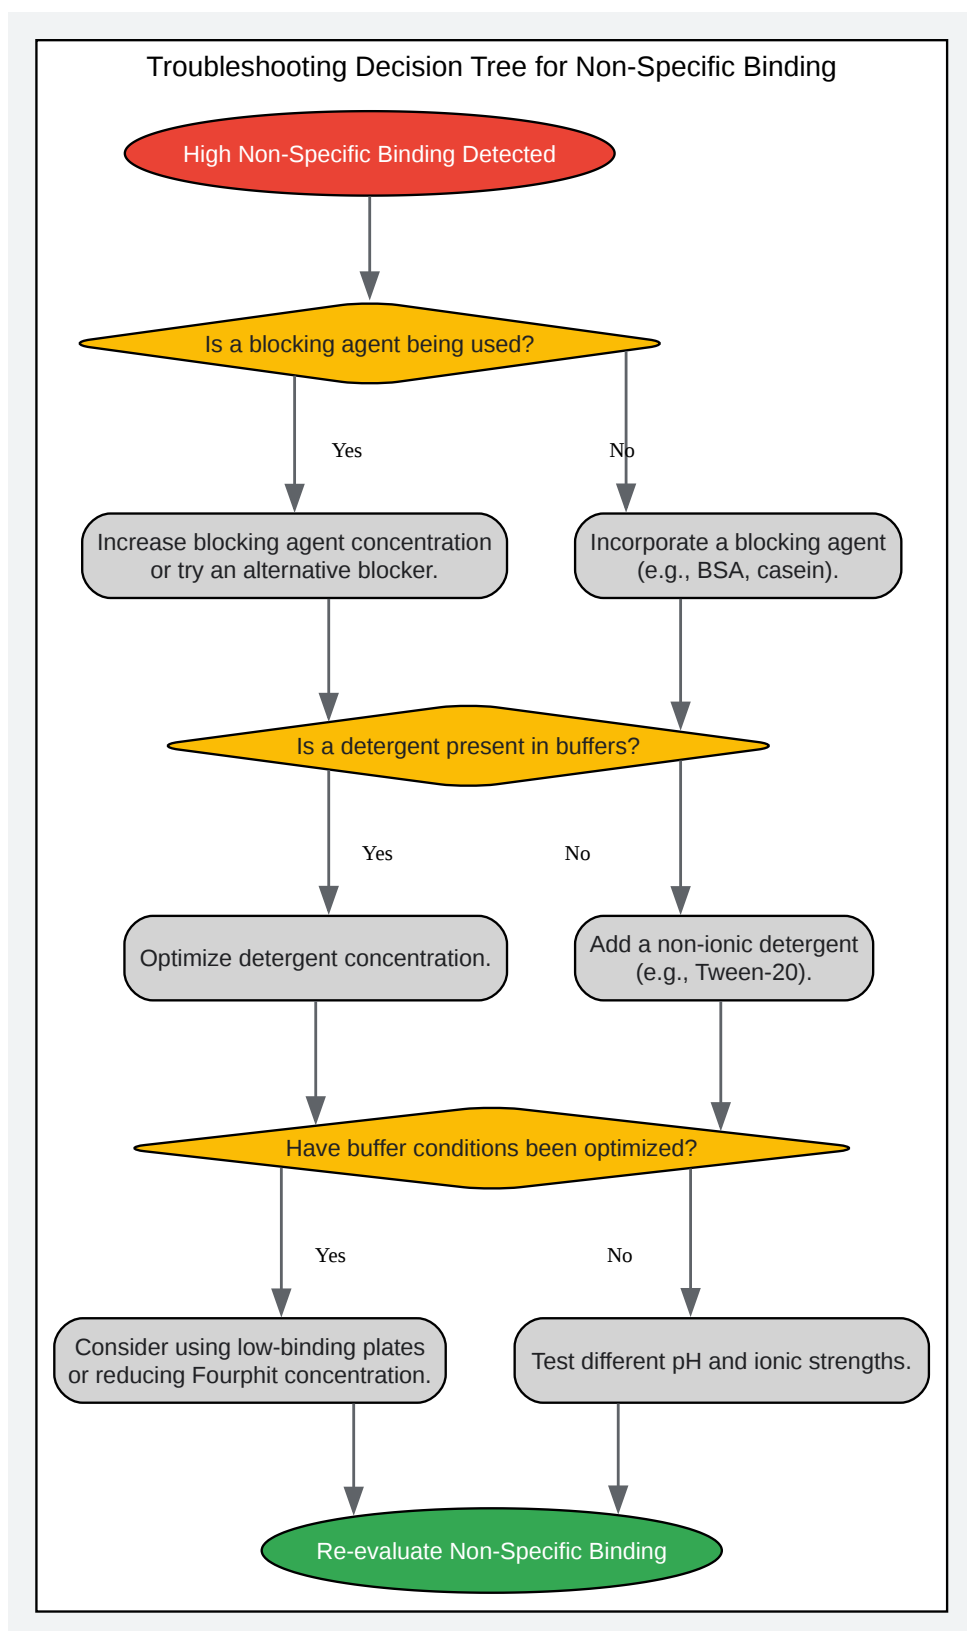 Troubleshooting Decision Tree for Non-Specific Binding
High Non-Specific Binding Detected
Is a blocking agent being used?
Yes
No
Increase blocking agent concentration
or try an alternative blocker.
Incorporate a blocking agent
(e.g., BSA, casein).
Is a detergent present in buffers?
Yes
No
Optimize detergent concentration.
Add a non-ionic detergent
(e.g., Tween-20).
Have buffer conditions been optimized?
Yes
No
Consider using low-binding plates
or reducing Fourphit concentration.
Test different pH and ionic strengths.
Re-evaluate Non-Specific Binding